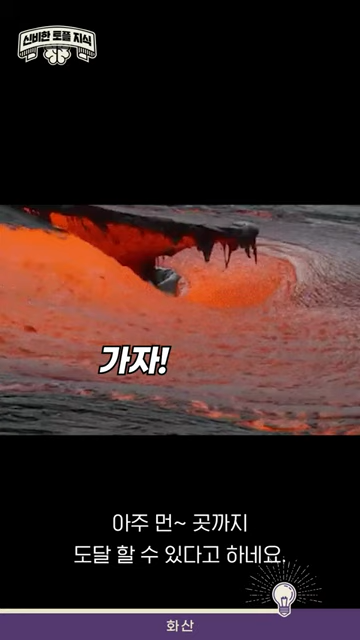 신비한 토플 지식
가자!
아주 먼~ 곳까지
도달 할 수 있다고 하네요.
화산